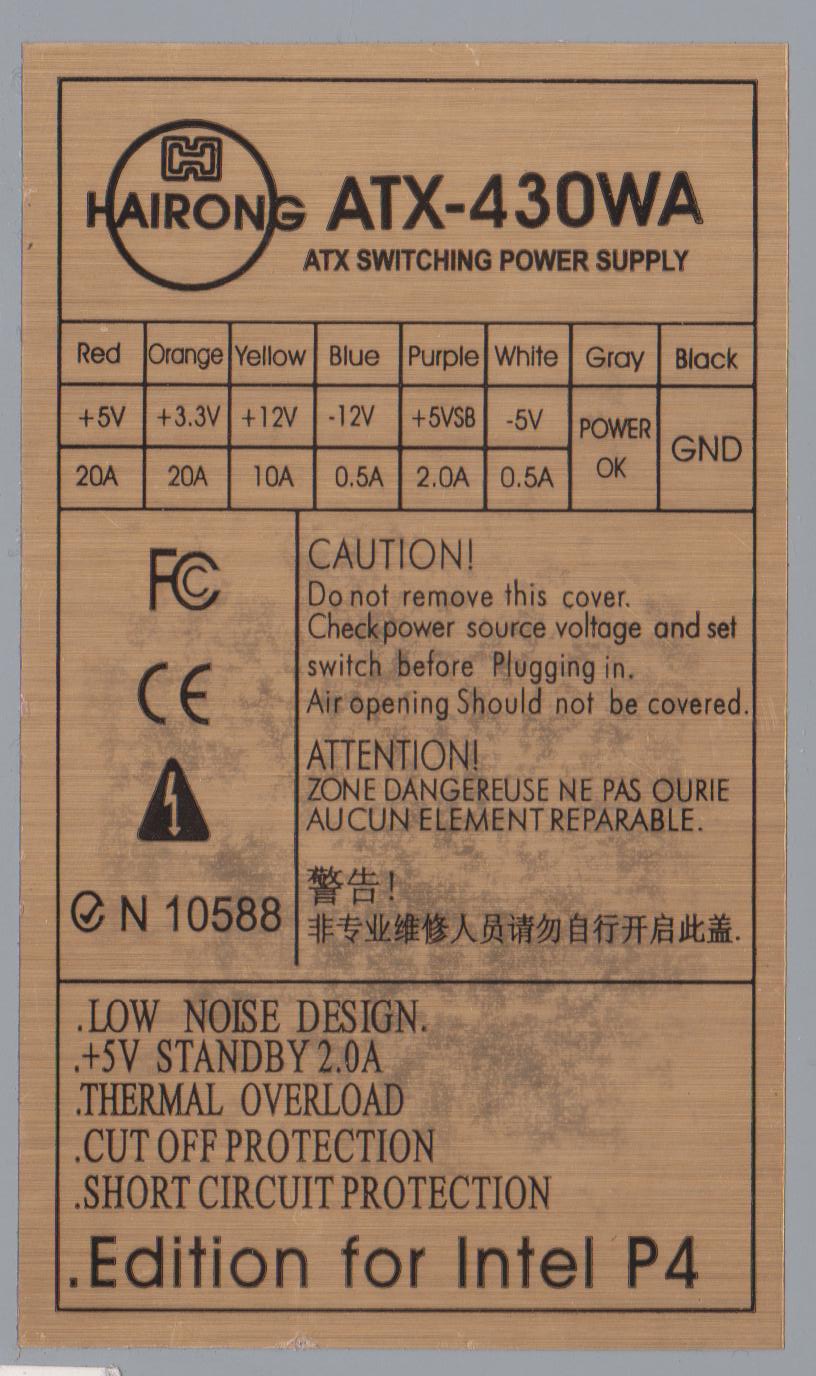 HAIRONG ATX-430WA
ATX SWITCHING POWER SUPPLY
Red Orange Yellow Blue Purple White Gray Black
+5V +3.3V +12V -12V +5VSB -5V POWER OK GND
20A 20A 10A 0.5A 2.0A 0.5A
FC
CE
N 10588
CAUTION!
Do not remove this cover.
Check power source voltage and set
switch before Plugging in.
Air opening Should not be covered.
ATTENTION!
ZONE DANGEREUSE NE PAS OURIE
AUCUN ELEMENT REPARABLE.
警告!
非专业维修人员请勿自行开启此盖.
.LOW NOISE DESIGN.
.+5V STANDBY 2.0A
.THERMAL OVERLOAD
.CUT OFF PROTECTION
.SHORT CIRCUIT PROTECTION
.Edition for Intel P4